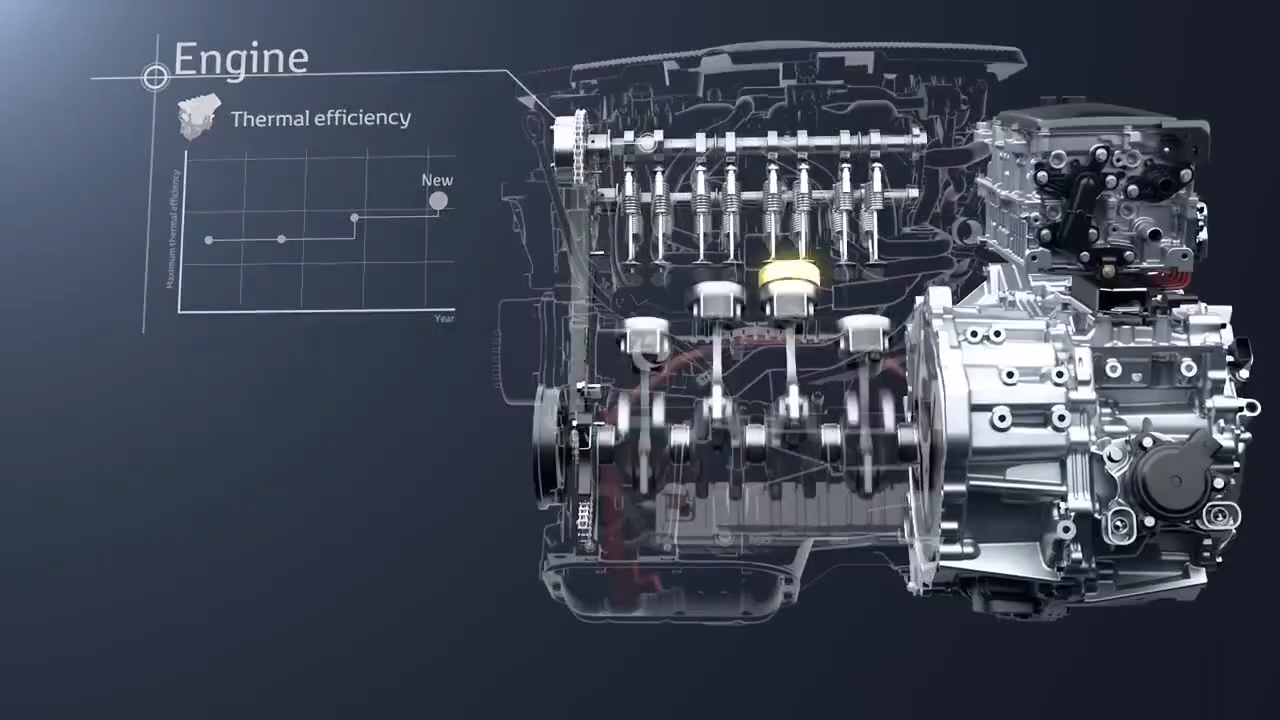 Engine
Thermal efficiency
New
Maximum thermal efficiency
Year